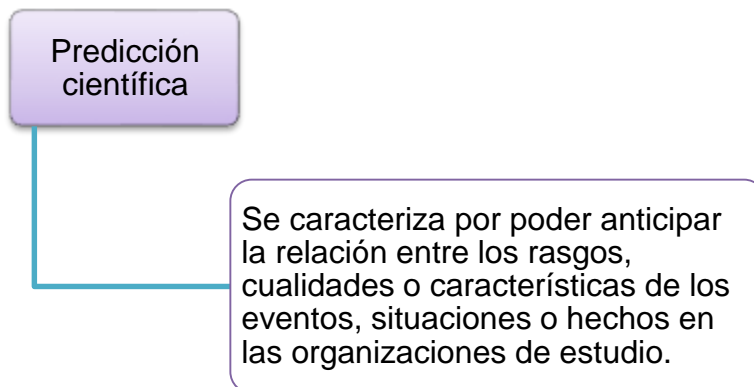 Predicción
científica
Se caracteriza por poder anticipar
la relación entre los rasgos,
cualidades o características de los
eventos, situaciones o hechos en
las organizaciones de estudio.